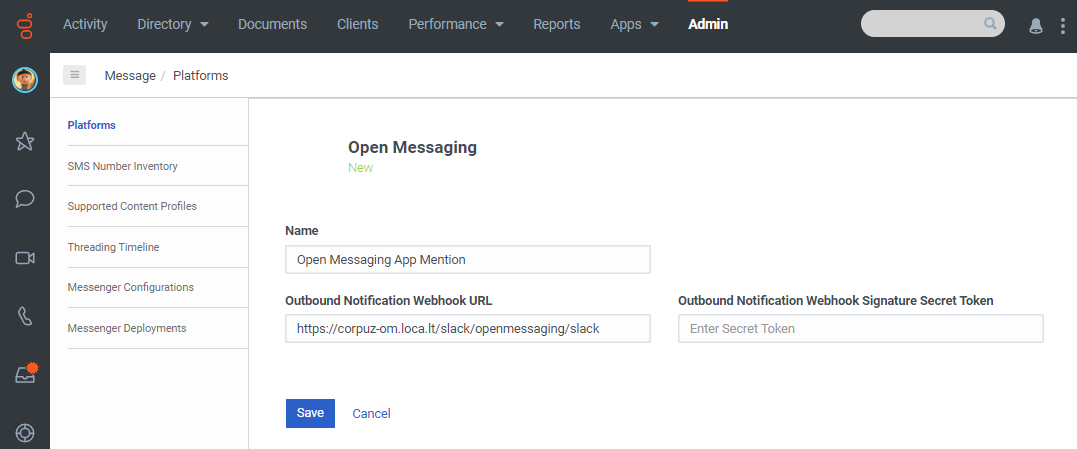 Activity Directory Documents Clients Performance Reports Apps Admin
Message / Platforms
Platforms
SMS Number Inventory
Supported Content Profiles
Threading Timeline
Messenger Configurations
Messenger Deployments
Open Messaging
New
Name
Open Messaging App Mention
Outbound Notification Webhook URL Outbound Notification Webhook Signature Secret Token
https://corpuz-om.loca.lt/slack/openmessaging/slack Enter Secret Token
Save Cancel